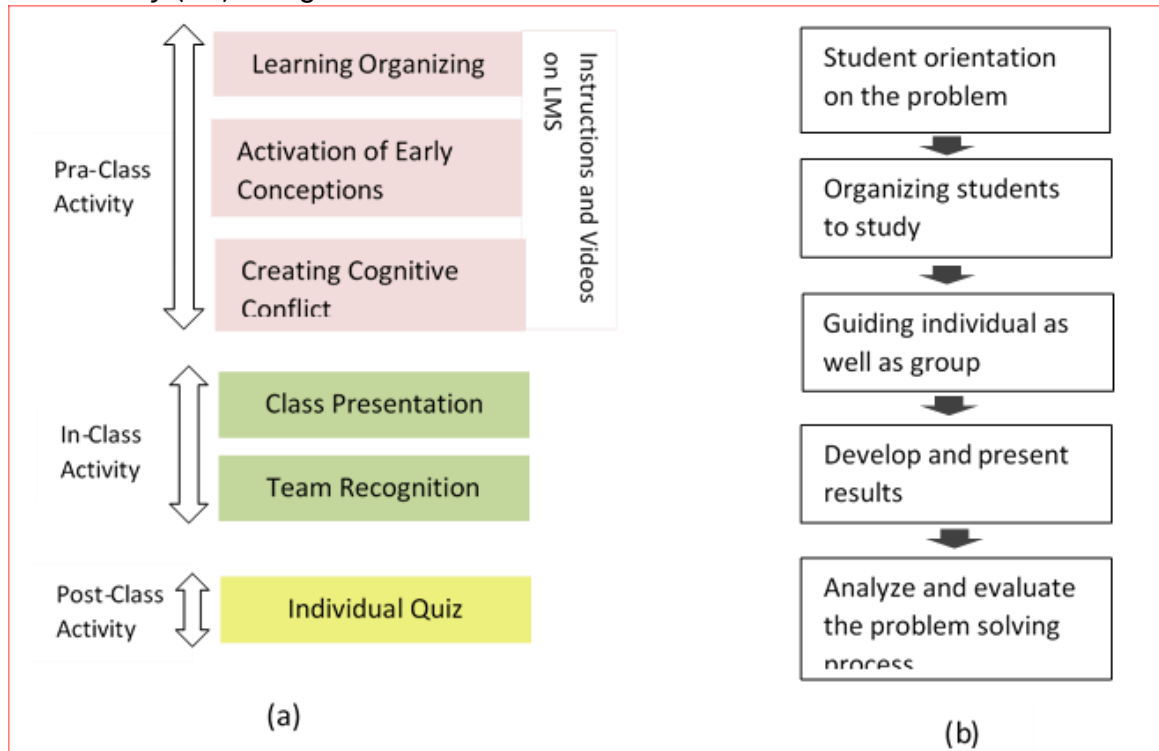 Learning Organizing
Activation of Early
Conceptions
Creating Cognitive
Conflict
Instructions and Videos
on LMS
Pra-Class
Activity
Class Presentation
Team Recognition
In-Class
Activity
Individual Quiz
Post-Class
Activity
(a)
Student orientation
on the problem
Organizing students
to study
Guiding individual as
well as group
Develop and present
results
Analyze and evaluate
the problem solving
process
(b)